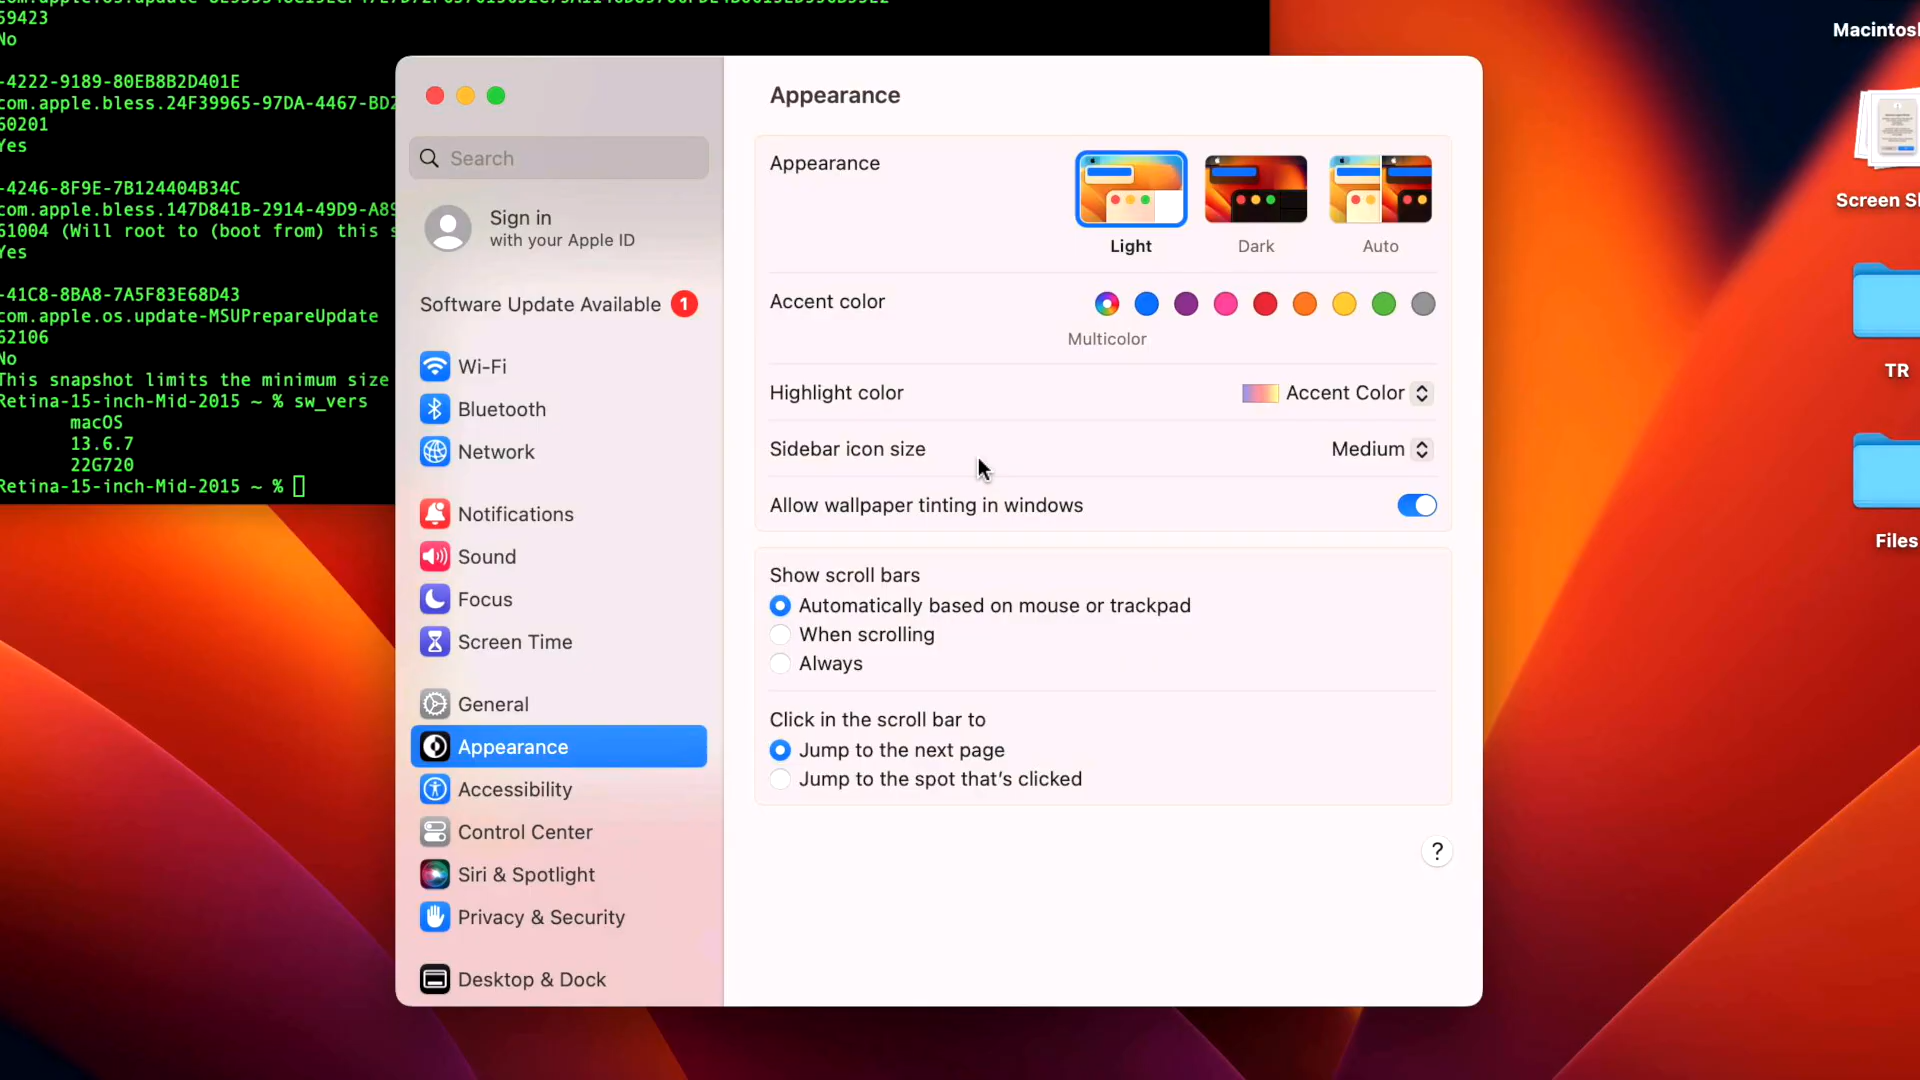 59423
No
-4222-9189-80EB8B2D401E
com.apple.bless.24F39965-97DA-4467-BD2
60201
Yes
-4246-8F9E-7B124404B34C
com.apple.bless.147D841B-2914-49D9-A89
61004 (Will root to (boot from) this s
Yes
-41C8-8BA8-7A5F83E68D43
com.apple.os.update-MSUPrepareUpdate
62106
No
This snapshot limits the minimum size
Retina-15-inch-Mid-2015 ~ % sw_vers
macOS
13.6.7
22G720
Retina-15-inch-Mid-2015 ~ %
Search
Sign in
with your Apple ID
Software Update Available 1
Wi-Fi
Bluetooth
Network
Notifications
Sound
Focus
Screen Time
General
Appearance
Accessibility
Control Center
Siri & Spotlight
Privacy & Security
Desktop & Dock
Appearance
Appearance
Light Dark Auto
Accent color
Multicolor
Highlight color Accent Color
Sidebar icon size Medium
Allow wallpaper tinting in windows
Show scroll bars
Automatically based on mouse or trackpad
When scrolling
Always
Click in the scroll bar to
Jump to the next page
Jump to the spot that's clicked
?
Macintosh
Screen S
TR
Files